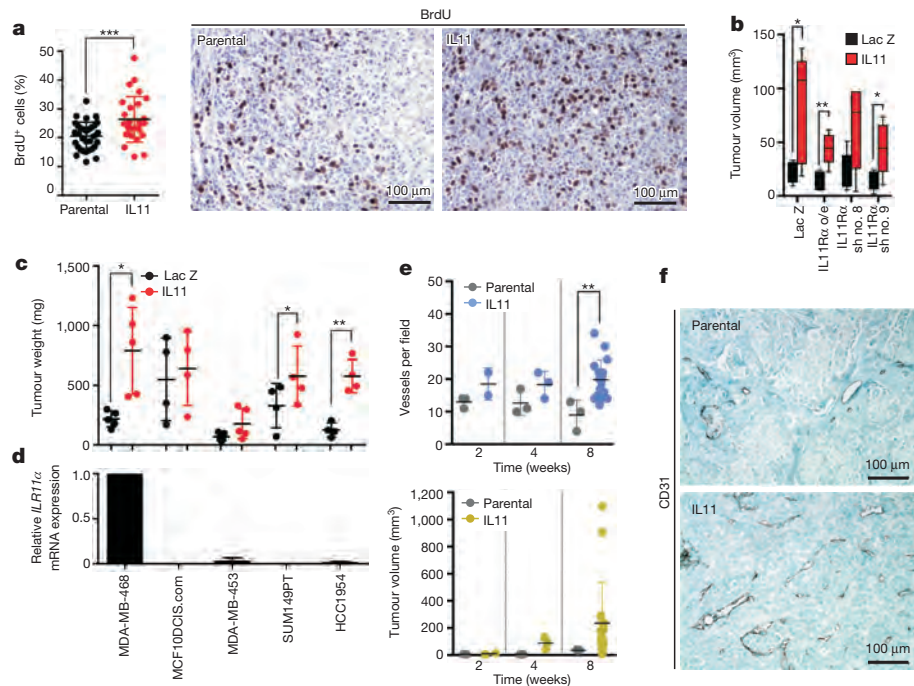 a
***
BrdU⁺ cells (%)
50
40
30
20
10
0
Parental
IL11
BrdU
Parental
100 µm
IL11
100 µm
b
Lac Z
IL11
Tumour volume (mm³)
150
100
50
0
*
**
*
Lac Z
IL11Rα o/e
IL11Rα
sh no. 8
IL11Rα
sh no. 9
c
Lac Z
IL11
Tumour weight (mg)
1,500
1,000
500
0
*
*
**
d
Relative ILR11α
mRNA expression
1.0
0.5
0
MDA-MB-468
MCF10DCIS.com
MDA-MB-453
SUM149PT
HCC1954
e
Parental
IL11
**
Vessels per field
50
40
30
20
10
0
2
4
8
Time (weeks)
Parental
IL11
Tumour volume (mm³)
1,200
1,000
800
600
400
200
0
2
4
8
Time (weeks)
f
CD31
Parental
100 µm
IL11
100 µm